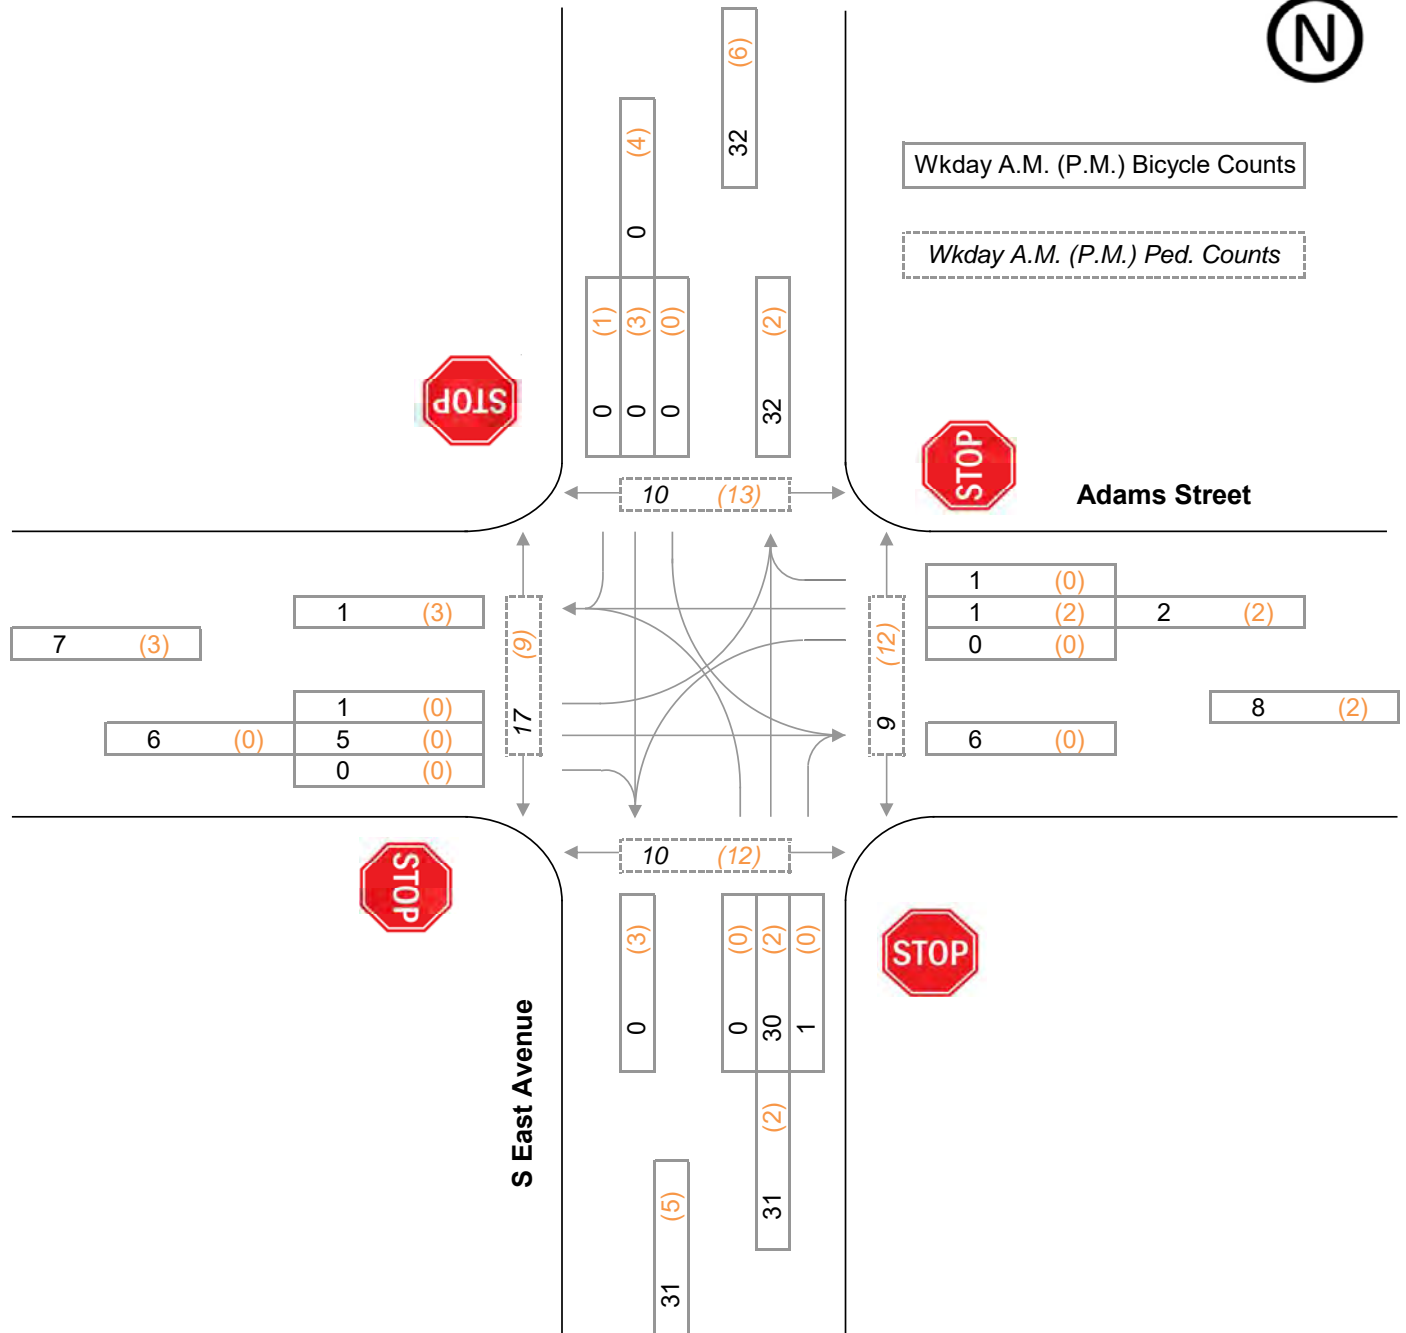 N
(6)
32
(4)
0
Wkday A.M. (P.M.) Bicycle Counts
Wkday A.M. (P.M.) Ped. Counts
(1) (3) (0) (2)
0 0 0 32
STOP
STOP
10 (13)
Adams Street
1 (0)
1 (3)
1 (2) 2 (2)
7 (3)
(9)
(12)
0 (0)
1 (0)
8 (2)
17
9
6 (0) 5 (0)
6 (0)
0 (0)
10 (12)
STOP
STOP
(3) (0) (2) (0)
0 0 30 1
S East Avenue
(2)
31
(5)
31